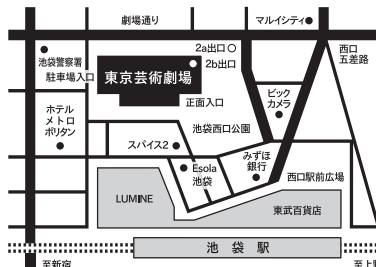 劇場通り
マルイシティ
2a出口
西口
五差路
池袋警察署
2b出口
駐車場入口
東京芸術劇場
正面入口
ビック
カメラ
ホテル
メトロ
ポリタン
池袋西口公園
スパイス2
みずほ
銀行
Esola
池袋
西口駅前広場
LUMINE
東武百貨店
池袋駅
至新宿
至上野